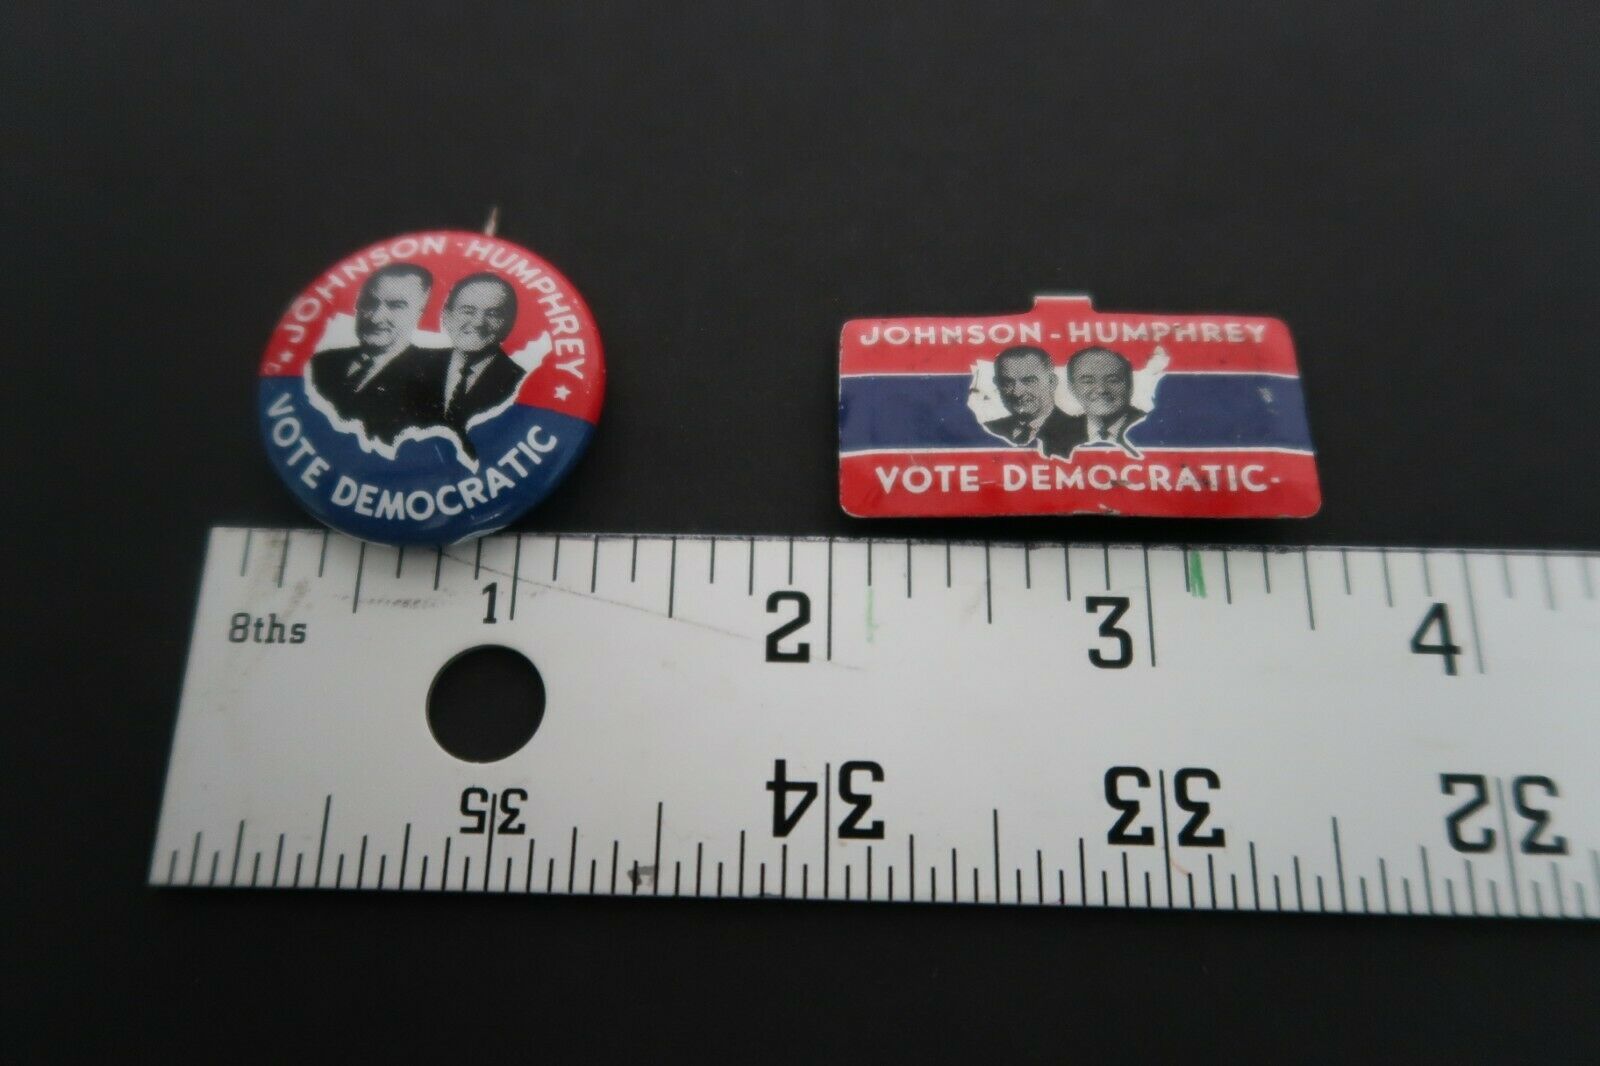 JOHNSON - HUMPHREY
VOTE DEMOCRATIC
JOHNSON - HUMPHREY
VOTE DEMOCRATIC-
1 2 3 4
8ths
35 34 33 32